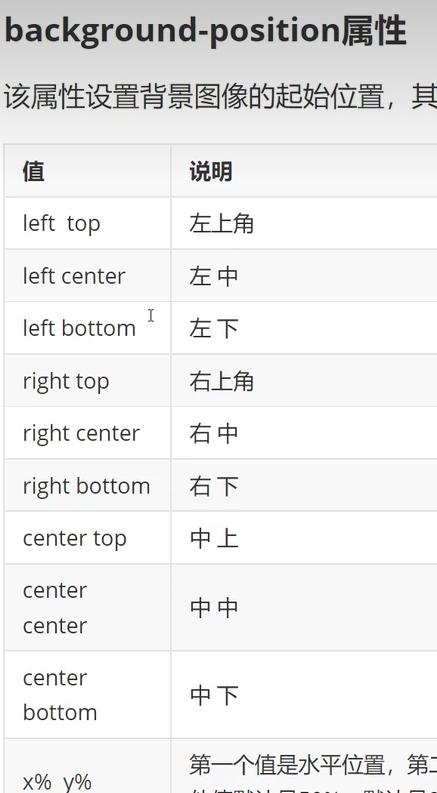 background-position属性
该属性设置背景图像的起始位置，其
值 说明
left top 左上角
left center 左 中
left bottom 左 下
right top 右上角
right center 右 中
right bottom 右 下
center top 中 上
center
center 中 中
center
bottom 中 下
第一个值是水平位置，第二
x% y%